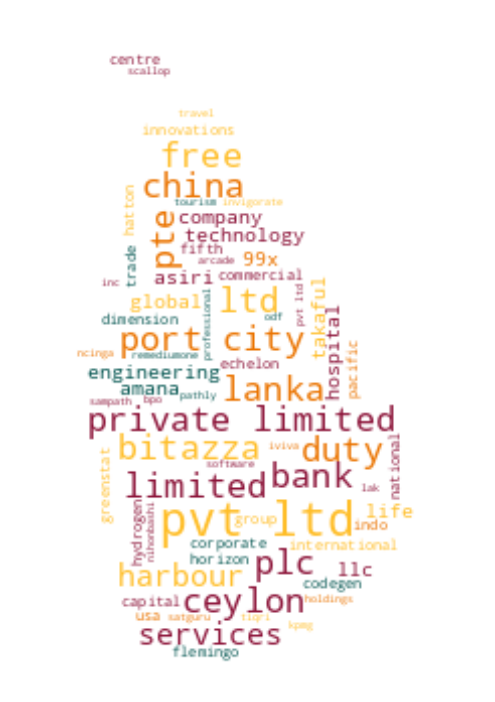 centre
scallop
travel
innovations
free
china
hatton
tourism invigorate
pte
company
technology
fifth
trade
arcade 99x
inc
asiri commercial
global ltd
professional
pvt ltd
takaful
dimension
odf
hospital
port city
pacific
ncinga remediumone
echelon
engineering
amana pathly lanka
sampath bpo
private limited
bitazza iviva duty
greenstat
software
national
limited bank lak
hydrogen
nihonbashi
pvt ltd
group
life
indo
corporate international
horizon plc llc
harbour codegen
capital ceylon holdings
usa satguru tiqri
kpmg
services
flemingo